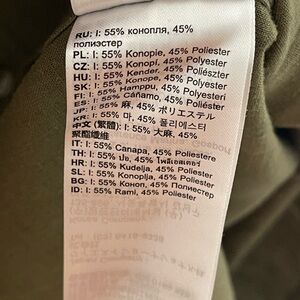 RU: I: 55% конопля, 45%
полиэстер
PL: I: 55% Konopie, 45% Poliester
CZ: I: 55% Konopí, 45% Polyester
HU: I: 55% Kender, 45% Poliészter
SK: I: 55% Konope, 45% Polyester
FI: I: 55% Hamppu, 45% Polyesteri
ES: I: 55% Cáñamo, 45% Poliéster
JP: I: 55% 麻, 45% ポリエステル
KR: I: 55% 마, 45% 폴리에스터
中文 (繁體): I: 55% 大麻, 45%
聚酯纖維
IT: I: 55% Canapa, 45% Poliestere
TH: I: 55% ปอ, 45% โพลีเอสเตอร์
HR: I: 55% Kudelja, 45% Poliester
SL: I: 55% Konoplja, 45% Poliester
BG: I: 55% Коноп, 45% Полиестер
ID: I: 55% Rami, 45% Poliester